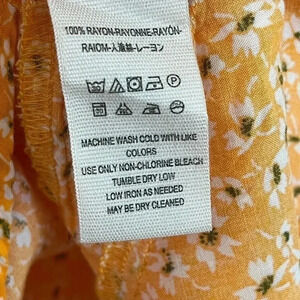 100% RAYON-RAYONNE-RAYÓN-
RAIOM-人造絲-レーヨン
MACHINE WASH COLD WITH LIKE
COLORS
USE ONLY NON-CHLORINE BLEACH
TUMBLE DRY LOW
LOW IRON AS NEEDED
MAY BE DRY CLEANED